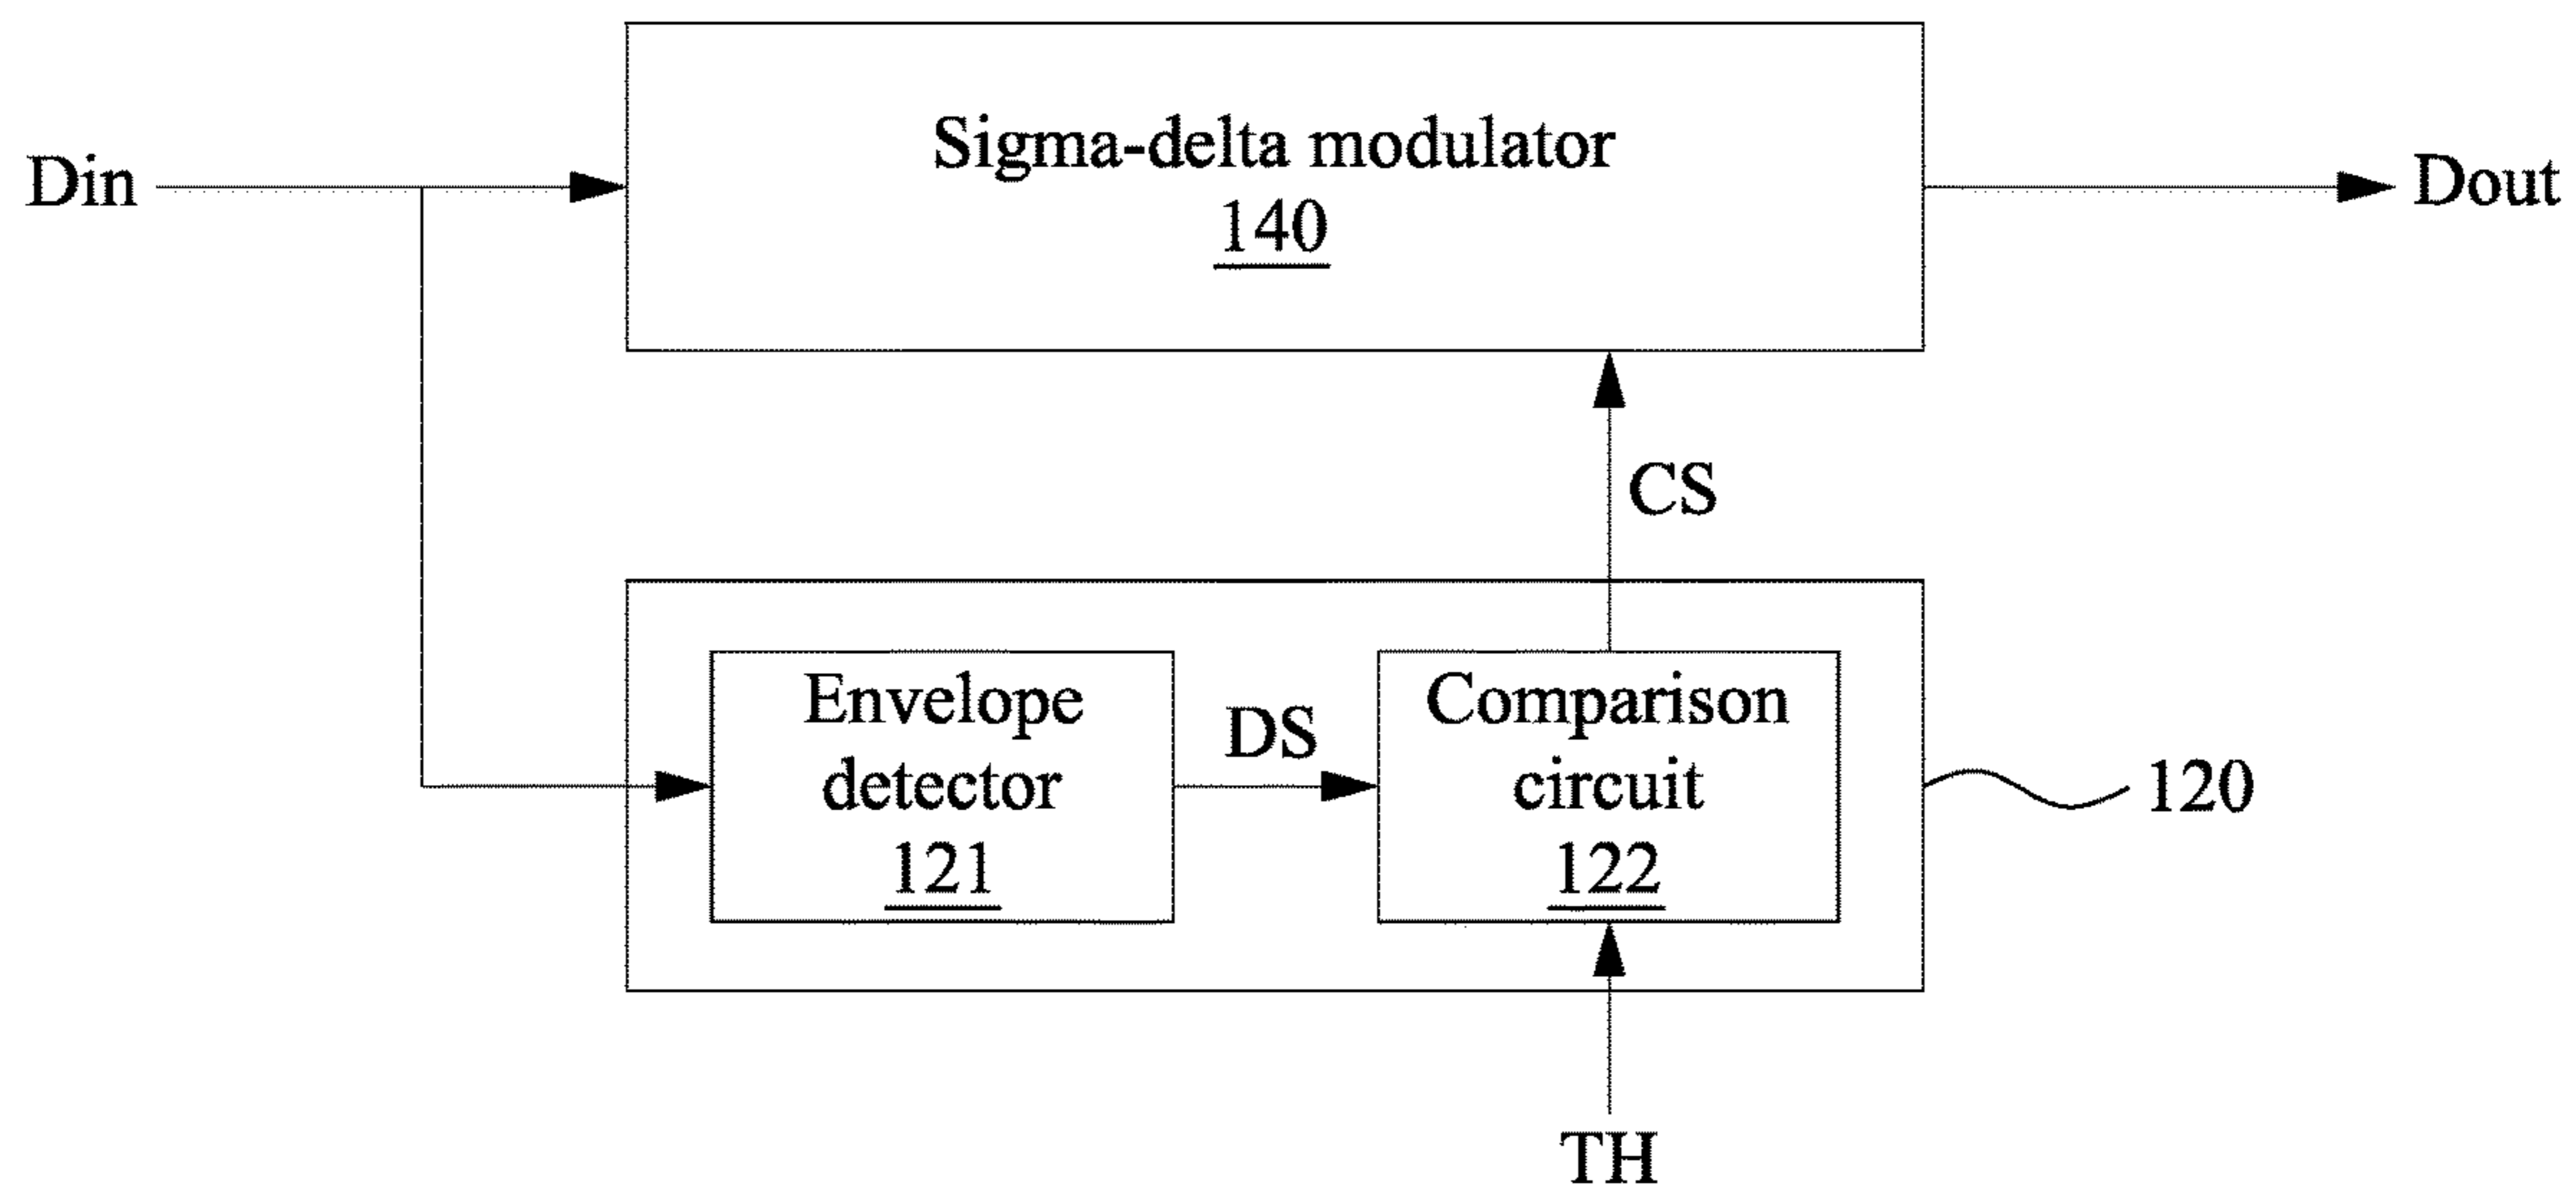 Sigma-delta modulator
140
Din
Dout
CS
Envelope
detector
121
DS
Comparison
circuit
122
120
TH